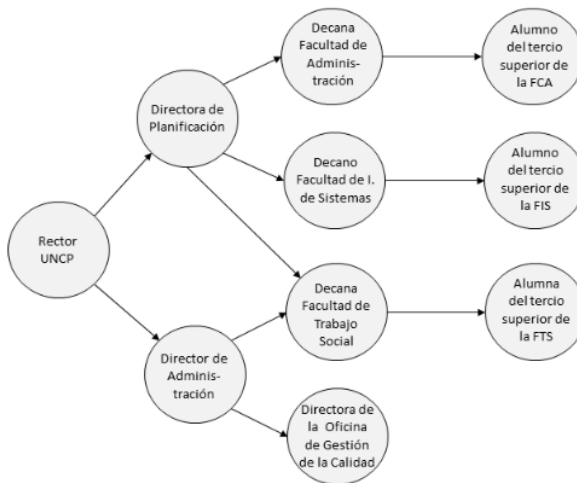 Decana
Facultad de
Adminis-
tración
Alumno
del tercio
superior de
la FCA
Directora de
Planificación
Decano
Facultad de I.
de Sistemas
Alumno
del tercio
superior de
la FIS
Rector
UNCP
Decana
Facultad de
Trabajo
Social
Alumna
del tercio
superior de
la FTS
Director de
Adminis-
tración
Directora de
la Oficina
de Gestión
de la Calidad